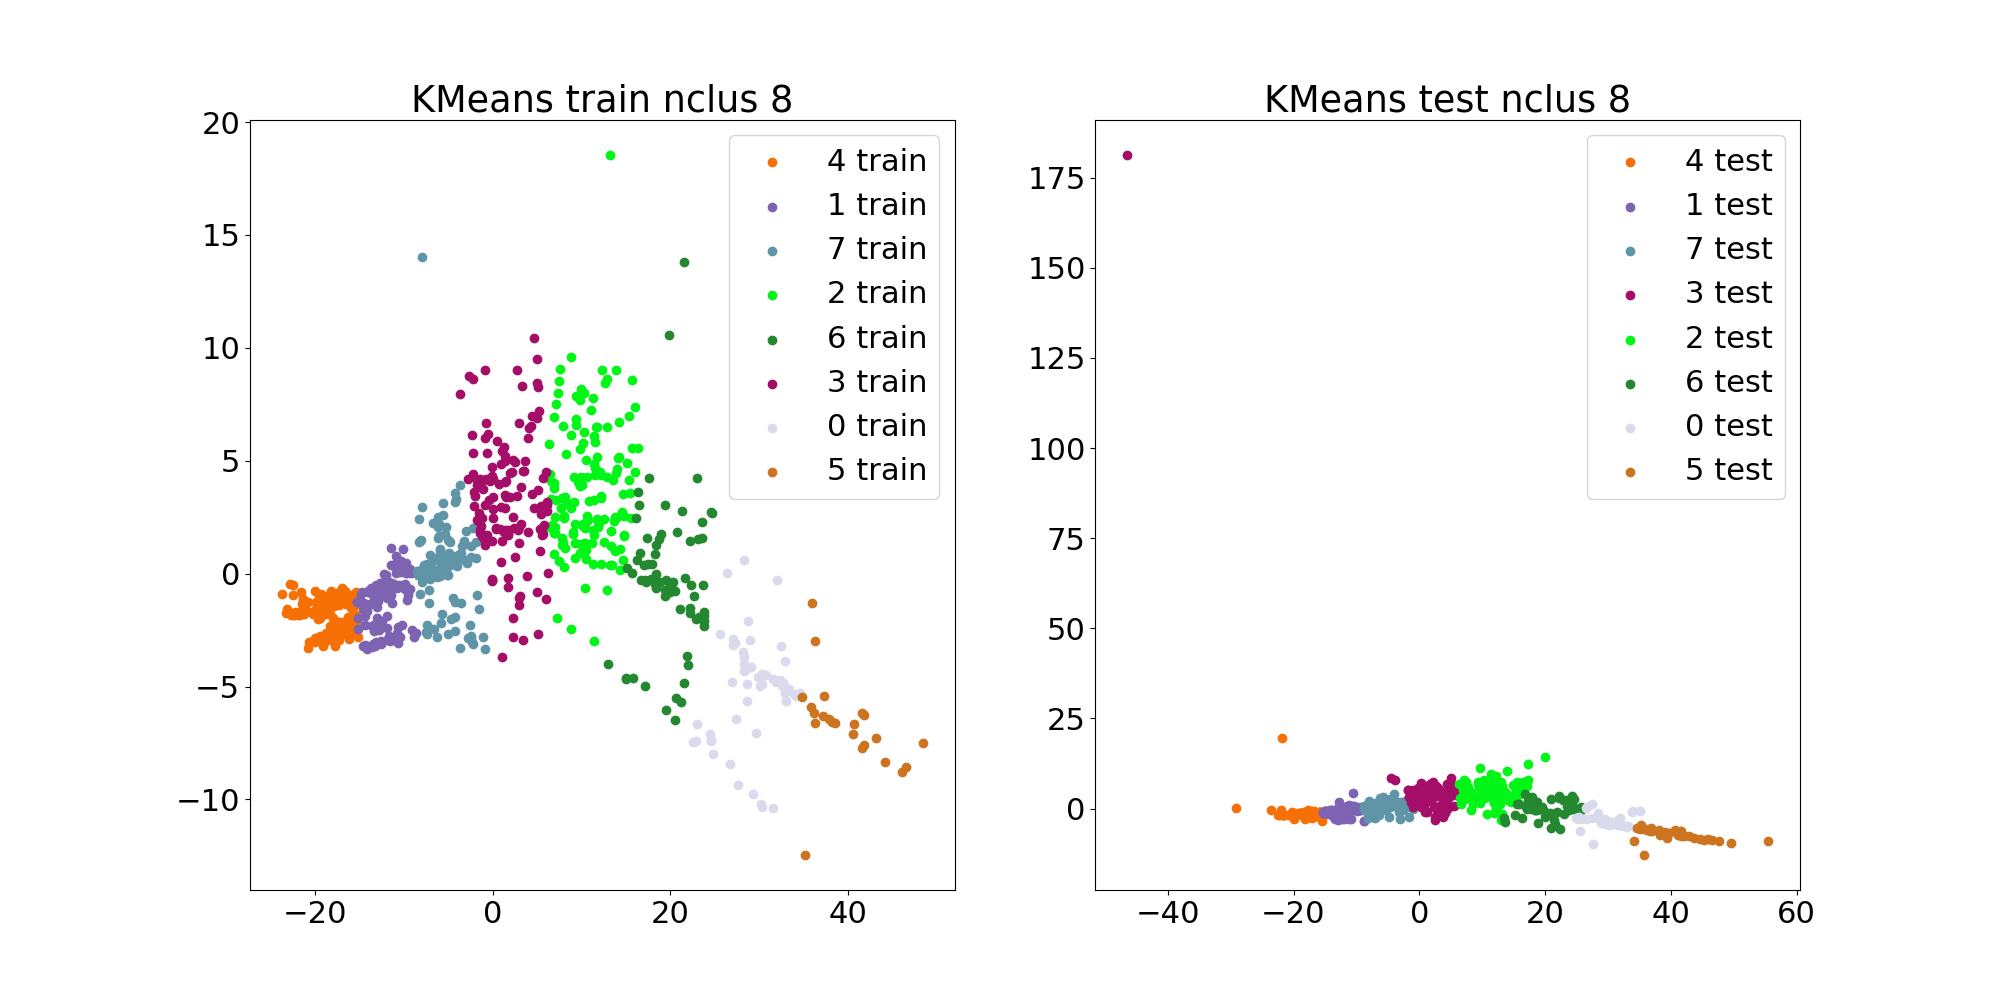 KMeans train nclus 8
20
15
10
5
0
−5
−10
−20
0
20
40
4 train
1 train
7 train
2 train
6 train
3 train
0 train
5 train
KMeans test nclus 8
175
150
125
100
75
50
25
0
−40
−20
0
20
40
60
4 test
1 test
7 test
3 test
2 test
6 test
0 test
5 test